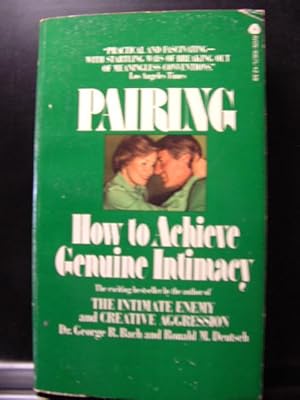 "PRACTICAL AND FASCINATING—
WITH STARTLING WAYS OF BREAKING OUT
OF MEANINGLESS CONVENTIONS."
Los Angeles Times
PAIRING
How to Achieve
Genuine Intimacy
The exciting bestseller by the author of
THE INTIMATE ENEMY
and CREATIVE AGGRESSION
Dr. George R. Bach and Ronald M. Deutsch